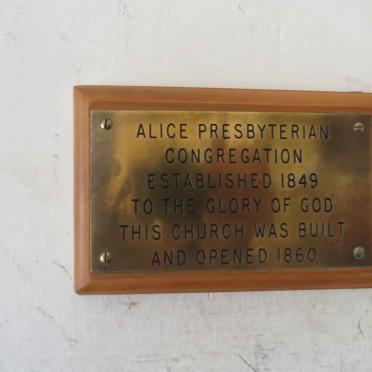 ALICE PRESBYTERIAN
CONGREGATION
ESTABLISHED 1849
TO THE GLORY OF GOD
THIS CHURCH WAS BUILT
AND OPENED 1860